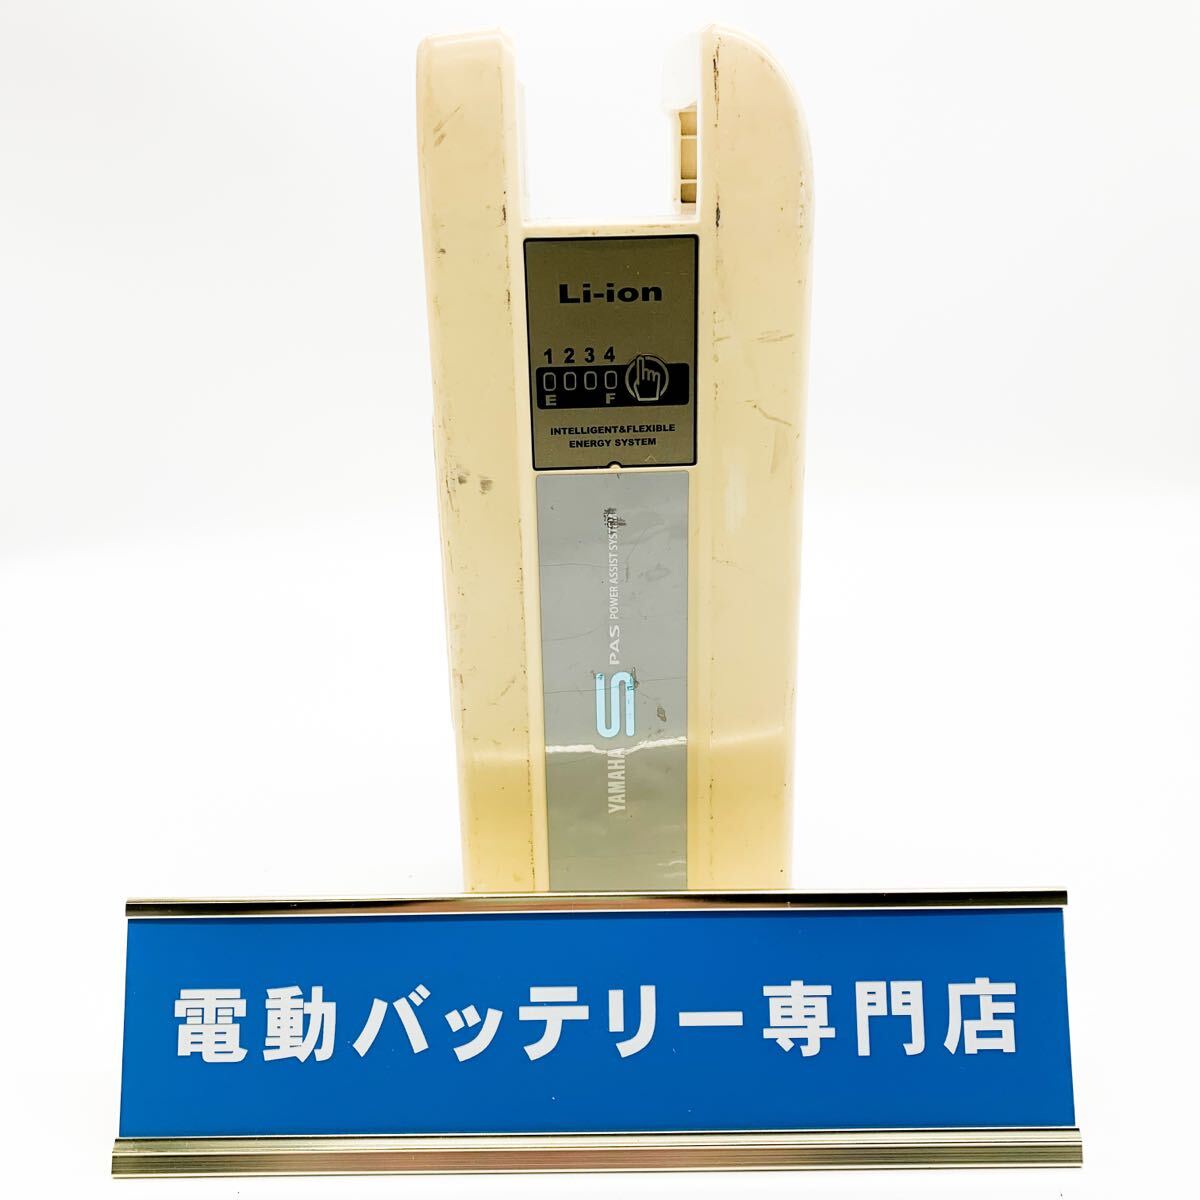 Li-ion
1 2 3 4
E F
INTELLIGENT&FLEXIBLE
ENERGY SYSTEM
YAMAHA S PAS POWER ASSIST SYSTEM
電動バッテリー専門店